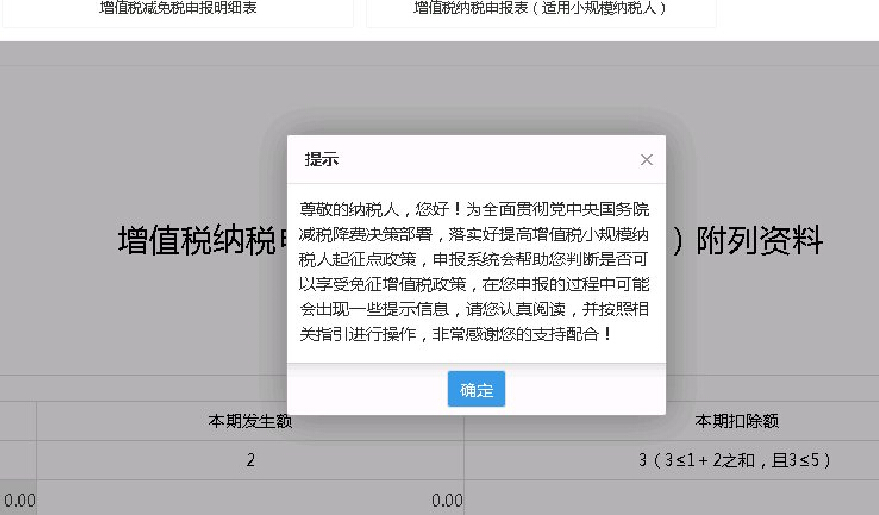 增值税减免税申报明细表
增值税纳税申报表（适用小规模纳税人）
提示
尊敬的纳税人，您好！为全面贯彻党中央国务院
减税降费决策部署，落实好提高增值税小规模纳
税人起征点政策，申报系统会帮助您判断是否可
以享受免征增值税政策，在您申报的过程中可能
会出现一些提示信息，请您认真阅读，并按照相
关指引进行操作，非常感谢您的支持配合！
确定
增值税纳税
）附列资料
本期发生额
本期扣除额
2
3（3≤1+2之和，且3≤5）
0.00
0.00